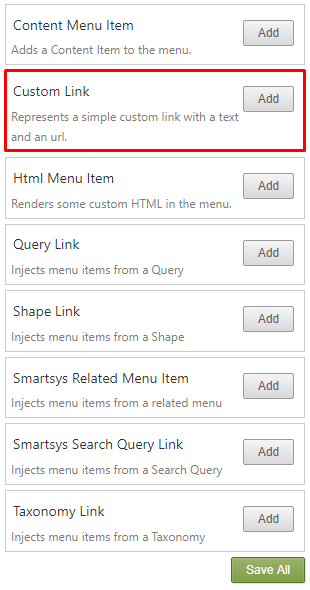 Content Menu Item
Add
Adds a Content Item to the menu.
Custom Link
Add
Represents a simple custom link with a text
and an url.
Html Menu Item
Add
Renders some custom HTML in the menu.
Query Link
Add
Injects menu items from a Query
Shape Link
Add
Injects menu items from a Shape
Smartsys Related Menu Item
Add
Injects menu items from a related menu
Smartsys Search Query Link
Add
Injects menu items from a Search Query
Taxonomy Link
Add
Injects menu items from a Taxonomy
Save All